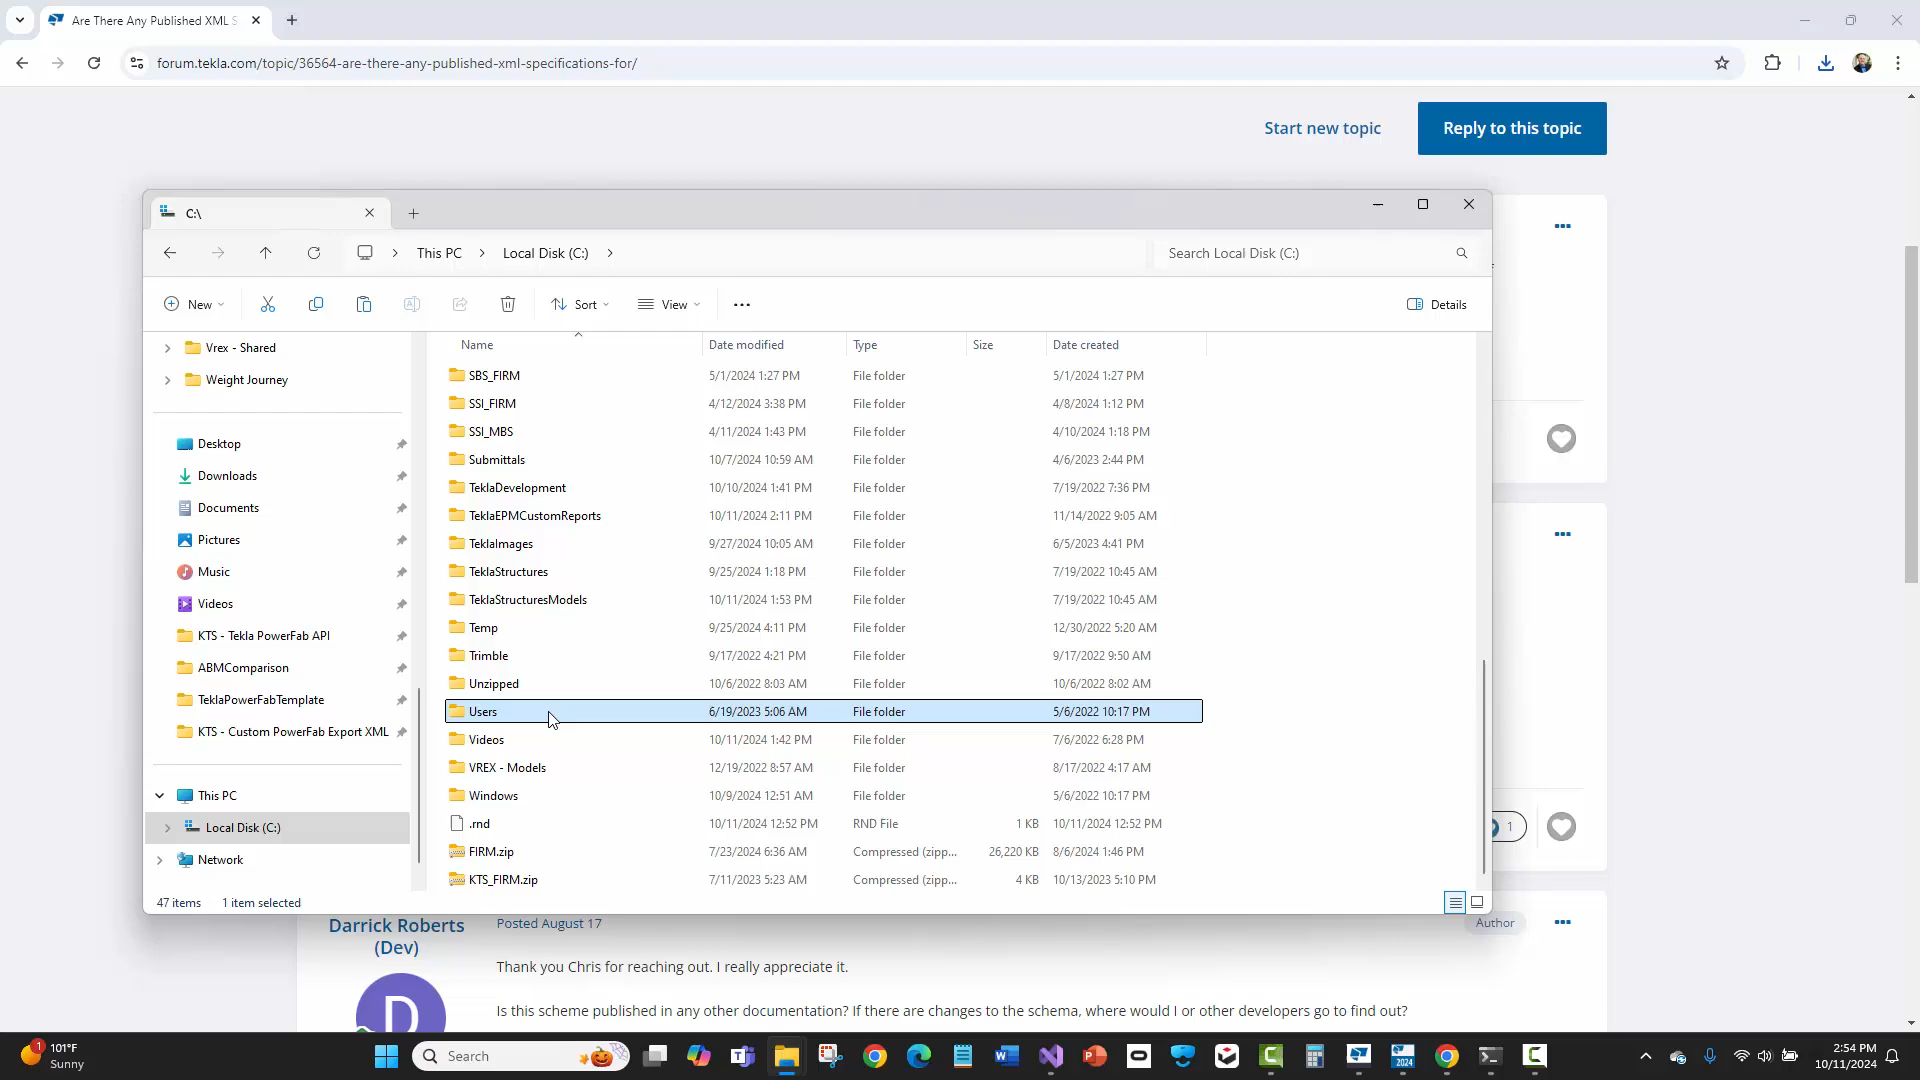 Are There Any Published XML S
forum.tekla.com/topic/36564-are-there-any-published-xml-specifications-for/
Start new topic
Reply to this topic
C:\
This PC
Local Disk (C:)
Search Local Disk (C:)
New
Sort
View
Details
Vrex - Shared
Weight Journey
Desktop
Downloads
Documents
Pictures
Music
Videos
KTS - Tekla PowerFab API
ABMComparison
TeklaPowerFabTemplate
KTS - Custom PowerFab Export XML
This PC
Local Disk (C:)
Network
Name Date modified Type Size Date created
SBS_FIRM 5/1/2024 1:27 PM File folder 5/1/2024 1:27 PM
SSI_FIRM 4/12/2024 3:38 PM File folder 4/8/2024 1:12 PM
SSI_MBS 4/11/2024 1:43 PM File folder 4/10/2024 1:18 PM
Submittals 10/7/2024 10:59 AM File folder 4/6/2023 2:44 PM
TeklaDevelopment 10/10/2024 1:41 PM File folder 7/19/2022 7:36 PM
TeklaEPMCustomReports 10/11/2024 2:11 PM File folder 11/14/2022 9:05 AM
TeklaImages 9/27/2024 10:05 AM File folder 6/5/2023 4:41 PM
TeklaStructures 9/25/2024 1:18 PM File folder 7/19/2022 10:45 AM
TeklaStructuresModels 10/11/2024 1:53 PM File folder 7/19/2022 10:45 AM
Temp 9/25/2024 4:11 PM File folder 12/30/2022 5:20 AM
Trimble 9/17/2022 4:21 PM File folder 9/17/2022 9:50 AM
Unzipped 10/6/2022 8:03 AM File folder 10/6/2022 8:02 AM
Users 6/19/2023 5:06 AM File folder 5/6/2022 10:17 PM
Videos 10/11/2024 1:42 PM File folder 7/6/2022 6:28 PM
VREX - Models 12/19/2022 8:57 AM File folder 8/17/2022 4:17 AM
Windows 10/9/2024 12:51 AM File folder 5/6/2022 10:17 PM
.rnd 10/11/2024 12:52 PM RND File 1 KB 10/11/2024 12:52 PM
FIRM.zip 7/23/2024 6:36 AM Compressed (zipp... 26,220 KB 8/6/2024 1:46 PM
KTS_FIRM.zip 7/11/2023 5:23 AM Compressed (zipp... 4 KB 10/13/2023 5:10 PM
47 items 1 item selected
1
Darrick Roberts
(Dev)
D
Posted August 17
Author
Thank you Chris for reaching out. I really appreciate it.
Is this scheme published in any other documentation? If there are changes to the schema, where would I or other developers go to find out?
1
101°F
Sunny
Search
2024
2:54 PM
10/11/2024